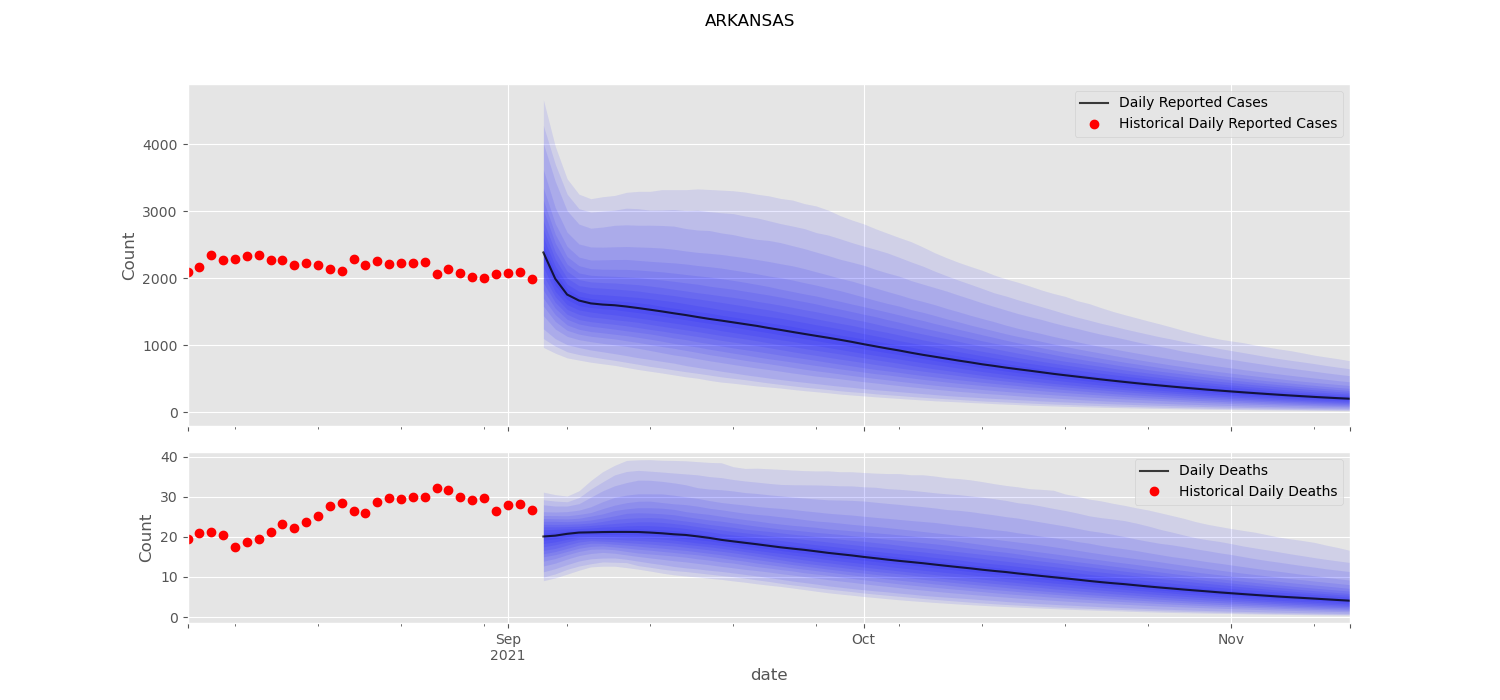 ARKANSAS
Daily Reported Cases
Historical Daily Reported Cases
Count
4000
3000
2000
1000
0
Daily Deaths
Historical Daily Deaths
Count
40
30
20
10
0
Sep
2021
Oct
Nov
date